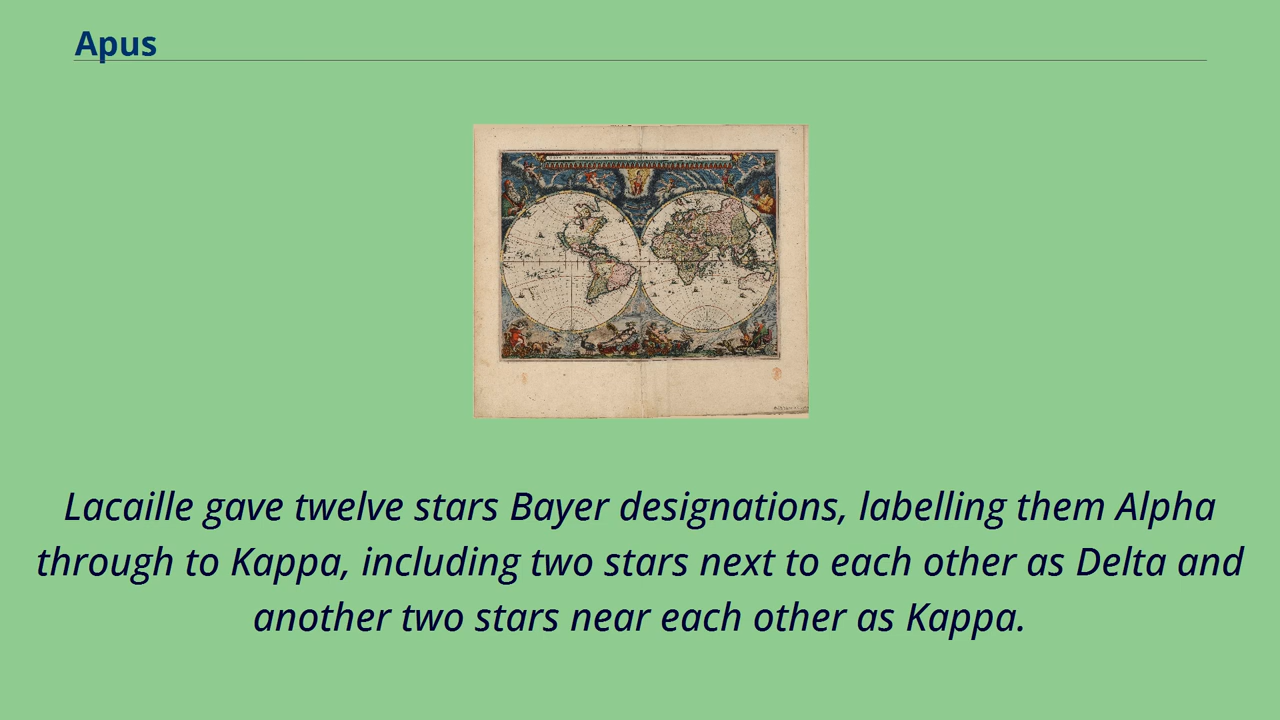 Apus
Lacaille gave twelve stars Bayer designations, labelling them Alpha
through to Kappa, including two stars next to each other as Delta and
another two stars near each other as Kappa.